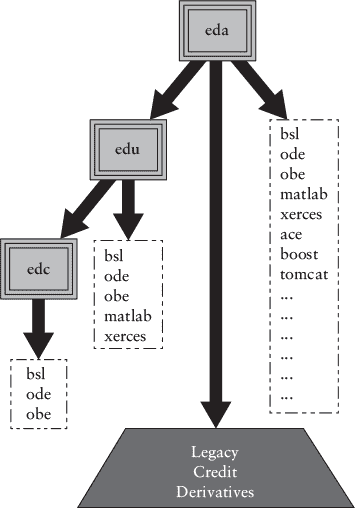 eda
edu
bsl
ode
obe
matlab
xerces
ace
boost
tomcat
...
...
...
...
...
...
edc
bsl
ode
obe
matlab
xerces
bsl
ode
obe
Legacy
Credit
Derivatives